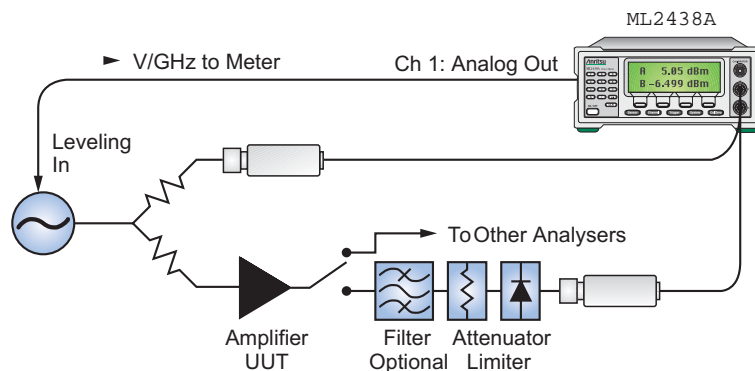 ML2438A
► V/GHz to Meter
Ch 1: Analog Out
Anritsu
A 5.05 dBm
B -6.499 dBm
Leveling
In
To Other Analysers
Amplifier
UUT
Filter
Optional
Attenuator
Limiter